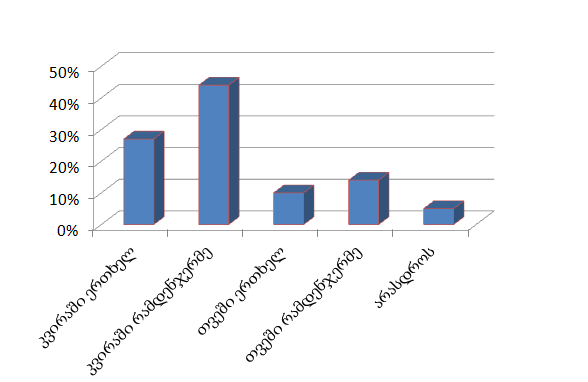 50%
40%
30%
20%
10%
0%
კვირაში ერთხელ
კვირაში რამდენჯერმე
თვეში ერთხელ
თვეში რამდენჯერმე
არასდროს